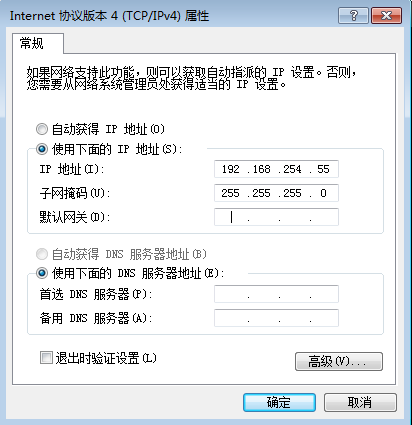 Internet 协议版本 4 (TCP/IPv4) 属性
常规
如果网络支持此功能，则可以获取自动指派的 IP 设置。否则，
您需要从网络系统管理员处获得适当的 IP 设置。
自动获得 IP 地址(O)
使用下面的 IP 地址(S):
IP 地址(I): 192 .168 .254 . 55
子网掩码(U): 255 .255 .255 . 0
默认网关(D): . . .
自动获得 DNS 服务器地址(B)
使用下面的 DNS 服务器地址(E):
首选 DNS 服务器(P): . . .
备用 DNS 服务器(A): . . .
退出时验证设置(L)
高级(V)...
确定 取消